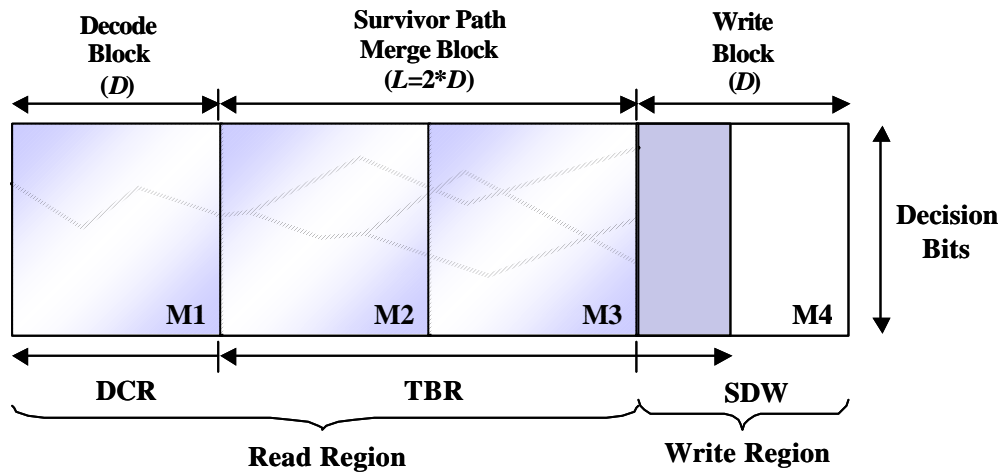 Decode
Block
(D)
Survivor Path
Merge Block
(L=2*D)
Write
Block
(D)
Decision
Bits
M1
M2
M3
M4
DCR
TBR
SDW
Read Region
Write Region